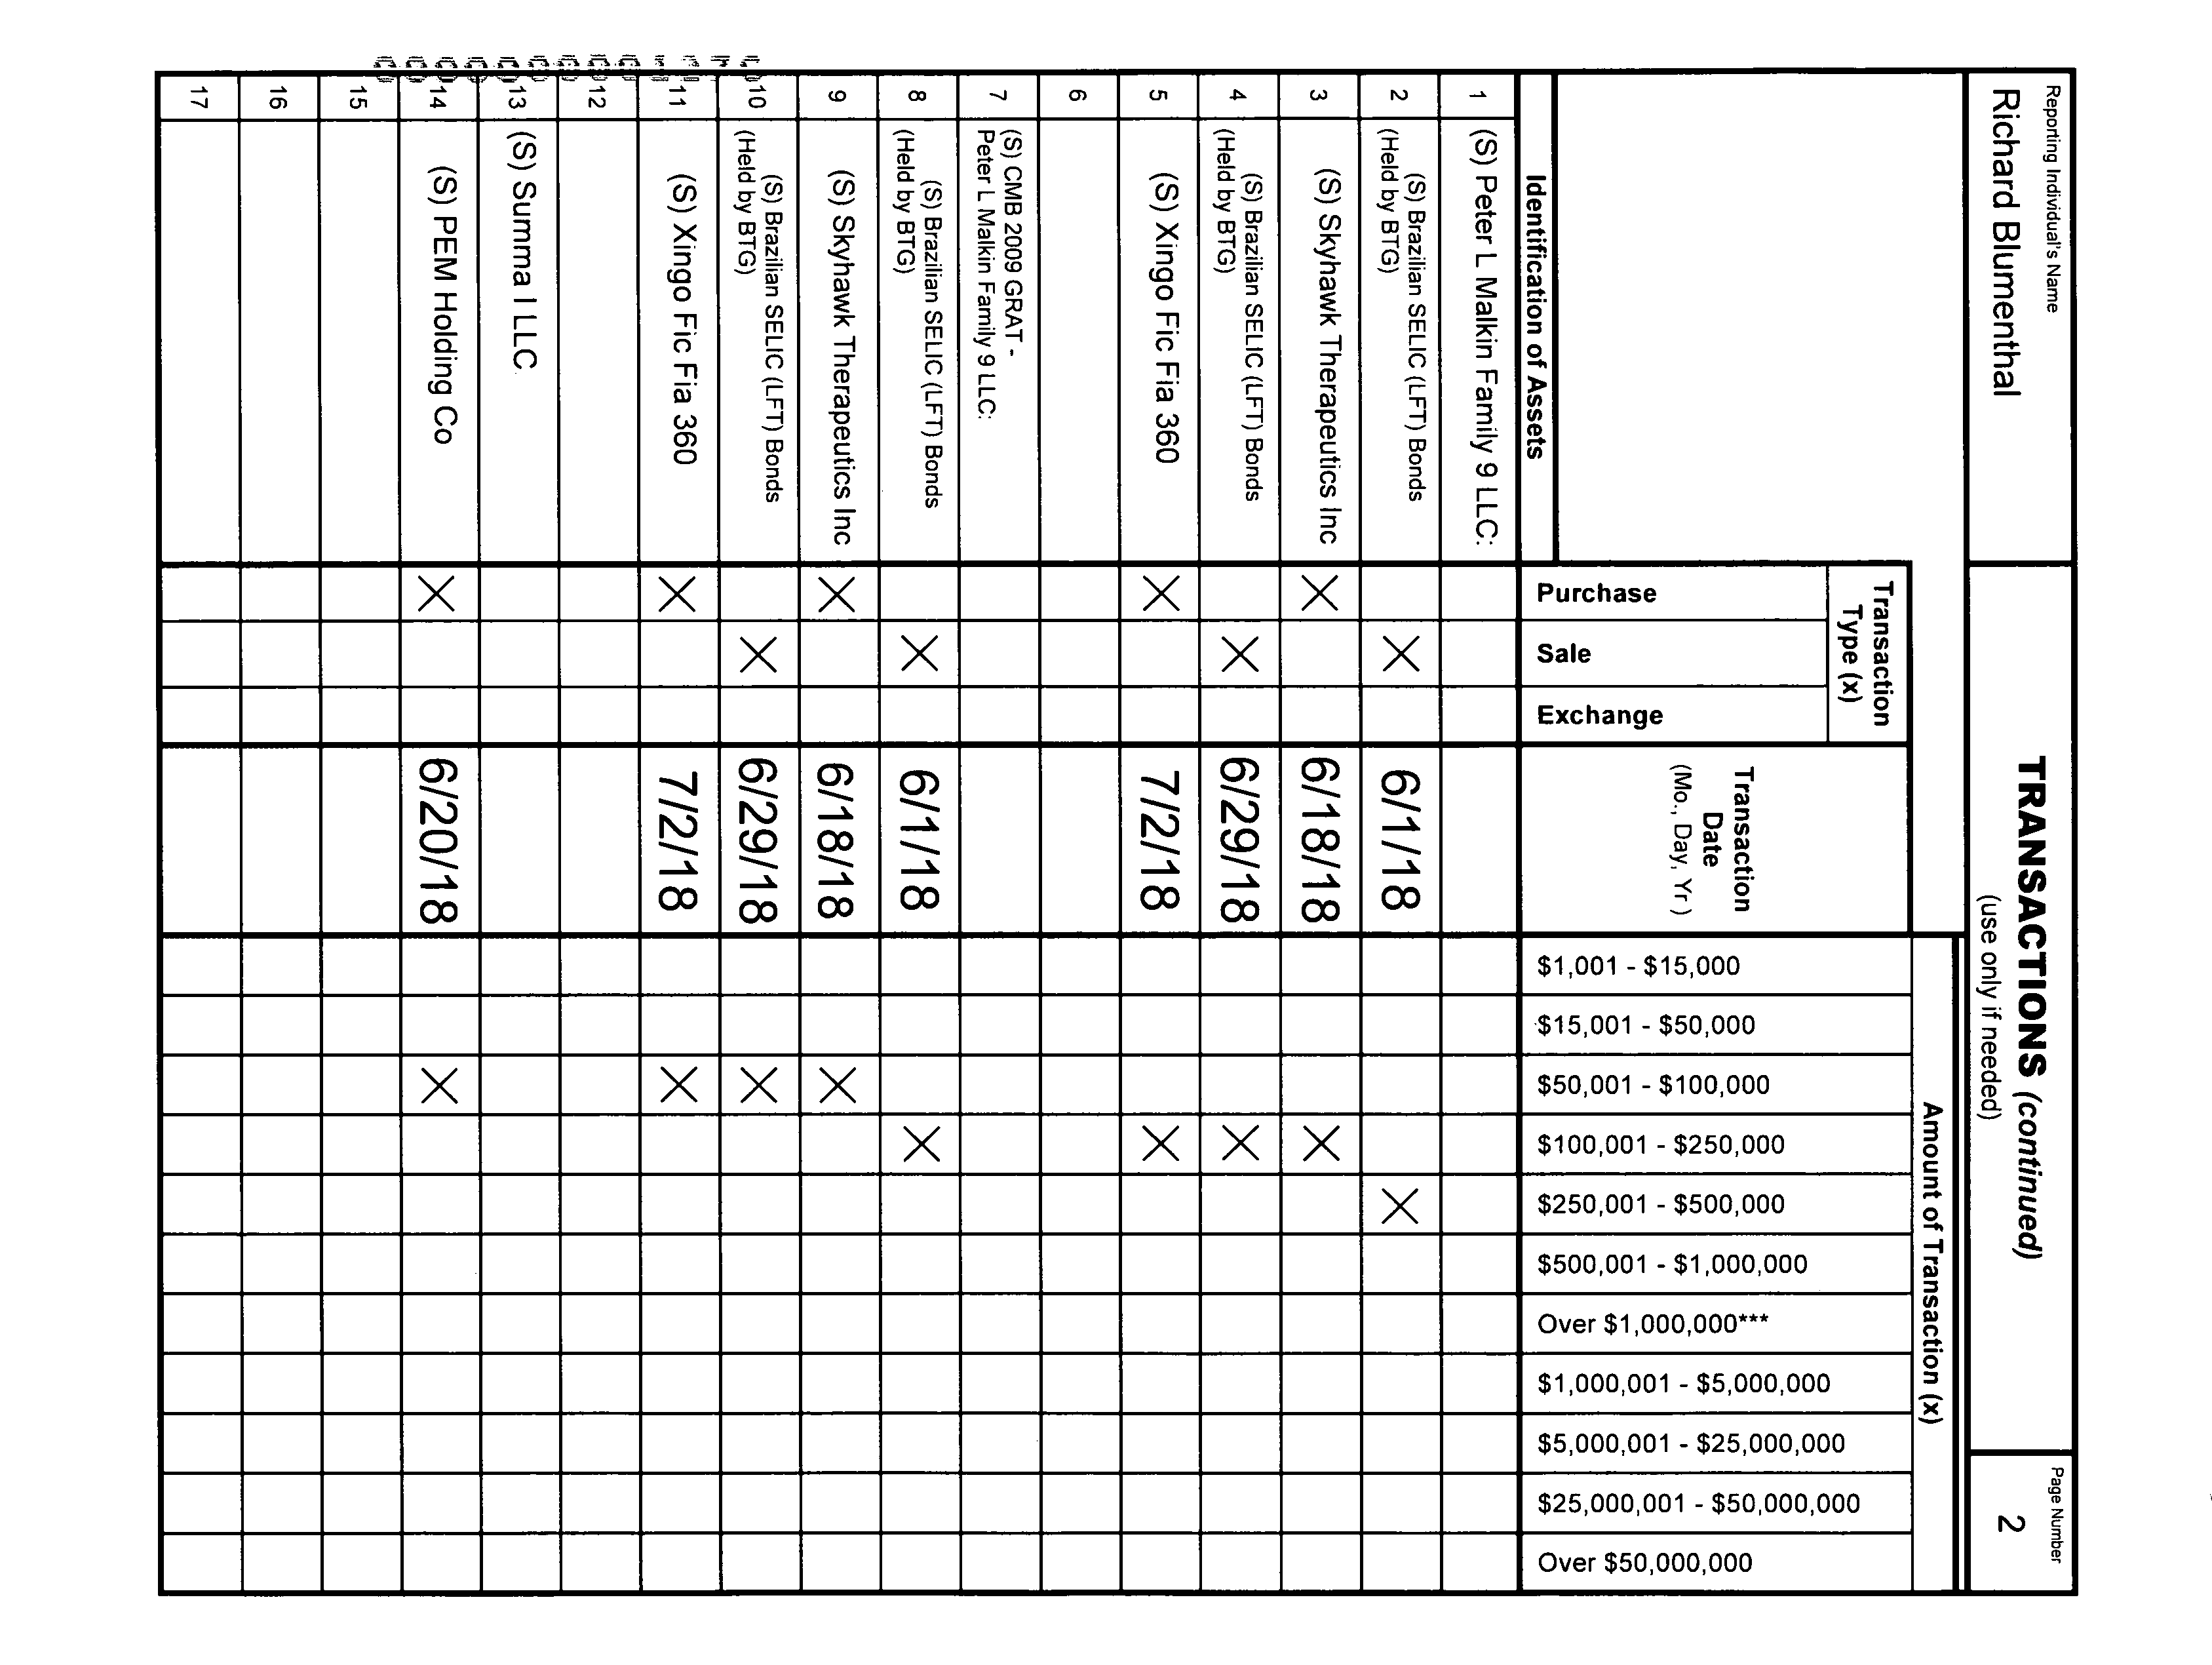 Reporting Individual's Name
Richard Blumenthal
TRANSACTIONS (continued)
(use only if needed)
Page Number
2
Identification of Assets
Transaction
Type (x)
Purchase
Sale
Exchange
Transaction
Date
(Mo., Day, Yr )
Amount of Transaction (x)
$1,001 - $15,000
$15,001 - $50,000
$50,001 - $100,000
$100,001 - $250,000
$250,001 - $500,000
$500,001 - $1,000,000
Over $1,000,000***
$1,000,001 - $5,000,000
$5,000,001 - $25,000,000
$25,000,001 - $50,000,000
Over $50,000,000
1 (S) Peter L Malkin Family 9 LLC:
2 (S) Brazilian SELIC (LFT) Bonds
(Held by BTG) X 6/1/18 X
3 (S) Skyhawk Therapeutics Inc X 6/18/18 X
4 (S) Brazilian SELIC (LFT) Bonds
(Held by BTG) X 6/29/18 X
5 (S) Xingo Fic Fia 360 X 7/2/18 X
6
7 (S) CMB 2009 GRAT -
Peter L Malkin Family 9 LLC:
8 (S) Brazilian SELIC (LFT) Bonds
(Held by BTG) X 6/1/18 X
9 (S) Skyhawk Therapeutics Inc X 6/18/18 X
10 (S) Brazilian SELIC (LFT) Bonds
(Held by BTG) X 6/29/18 X
11 (S) Xingo Fic Fia 360 X 7/2/18 X
12
13 (S) Summa I LLC
14 (S) PEM Holding Co X 6/20/18 X
15
16
17